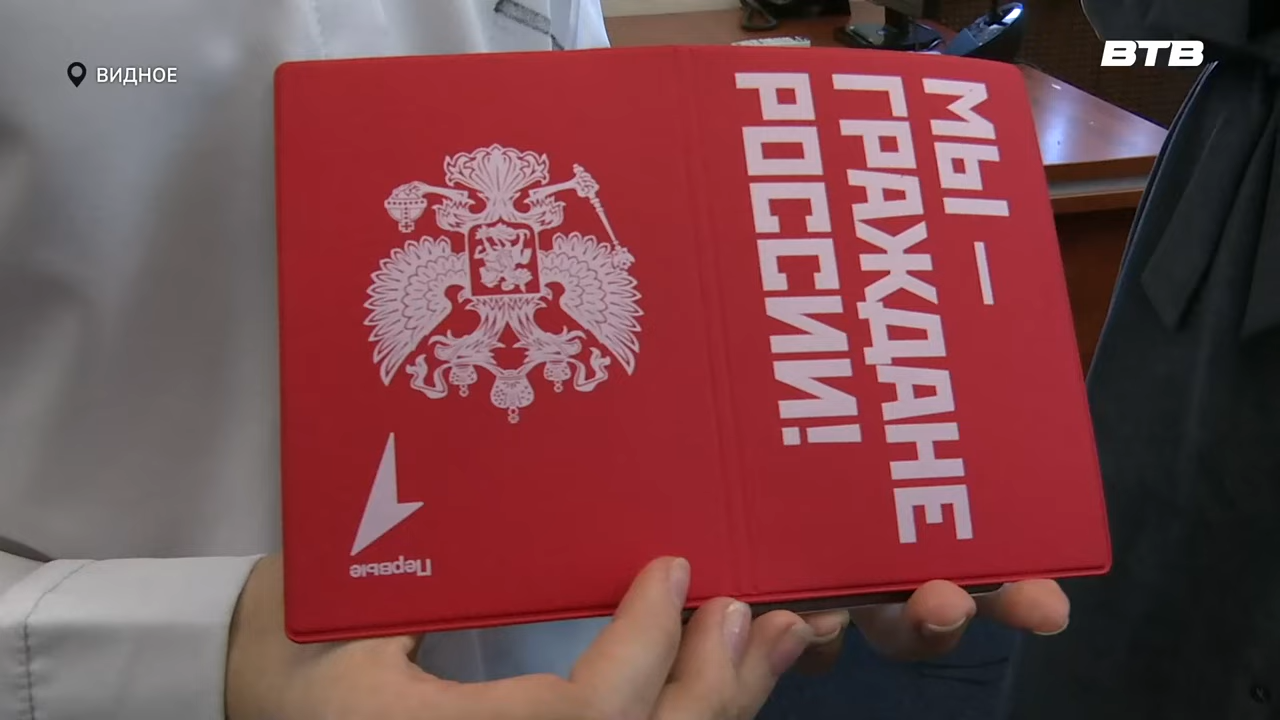 ВИДНОЕ
ВТВ
МЫ —
ГРАЖДАНЕ
РОССИИ!
Первые